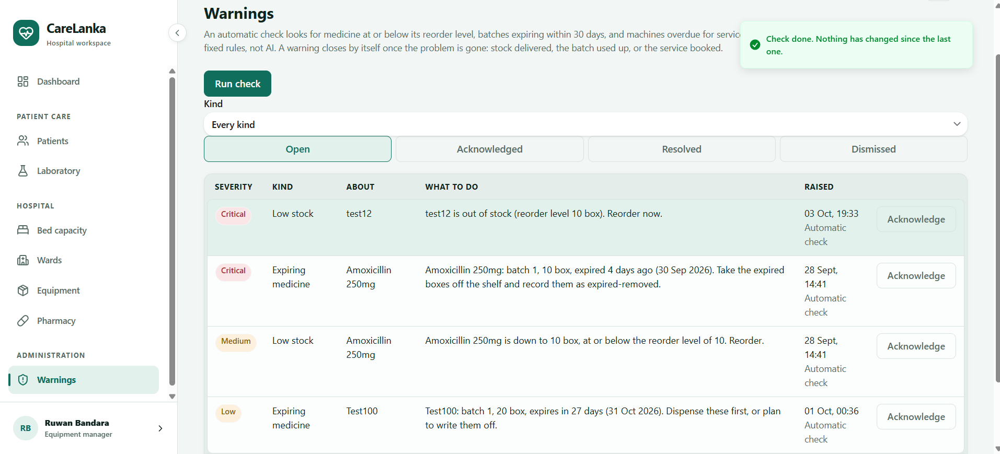 CareLanka
Hospital workspace
Dashboard
PATIENT CARE
Patients
Laboratory
HOSPITAL
Bed capacity
Wards
Equipment
Pharmacy
ADMINISTRATION
Warnings
RB
Ruwan Bandara
Equipment manager
Warnings
An automatic check looks for medicine at or below its reorder level, batches expiring within 30 days, and machines overdue for
fixed rules, not AI. A warning closes by itself once the problem is gone: stock delivered, the batch used up, or the service booked.
Check done. Nothing has changed since the last
one.
Run check
Kind
Every kind
Open
Acknowledged
Resolved
Dismissed
SEVERITY KIND ABOUT WHAT TO DO RAISED
Critical Low stock test12 test12 is out of stock (reorder level 10 box). Reorder now. 03 Oct, 19:33 Acknowledge
Automatic
check
Critical Expiring Amoxicillin Amoxicillin 250mg: batch 1, 10 box, expired 4 days ago (30 Sep 2026). Take the expired 28 Sept, Acknowledge
medicine 250mg boxes off the shelf and record them as expired-removed. 14:41
Automatic
check
Medium Low stock Amoxicillin Amoxicillin 250mg is down to 10 box, at or below the reorder level of 10. Reorder. 28 Sept, Acknowledge
250mg 14:41
Automatic
check
Low Expiring Test100 Test100: batch 1, 20 box, expires in 27 days (31 Oct 2026). Dispense these first, or plan 01 Oct, 00:36 Acknowledge
medicine to write them off. Automatic
check